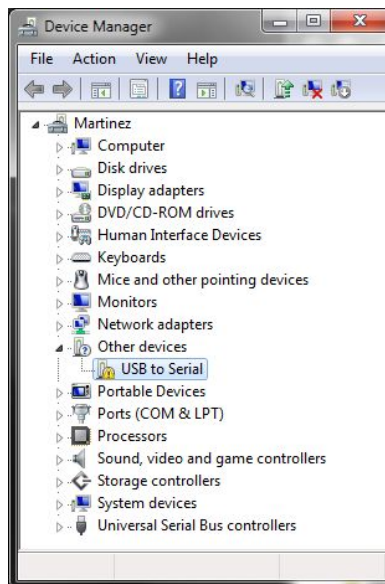 Device Manager
File Action View Help
Martinez
Computer
Disk drives
Display adapters
DVD/CD-ROM drives
Human Interface Devices
Keyboards
Mice and other pointing devices
Monitors
Network adapters
Other devices
USB to Serial
Portable Devices
Ports (COM & LPT)
Processors
Sound, video and game controllers
Storage controllers
System devices
Universal Serial Bus controllers